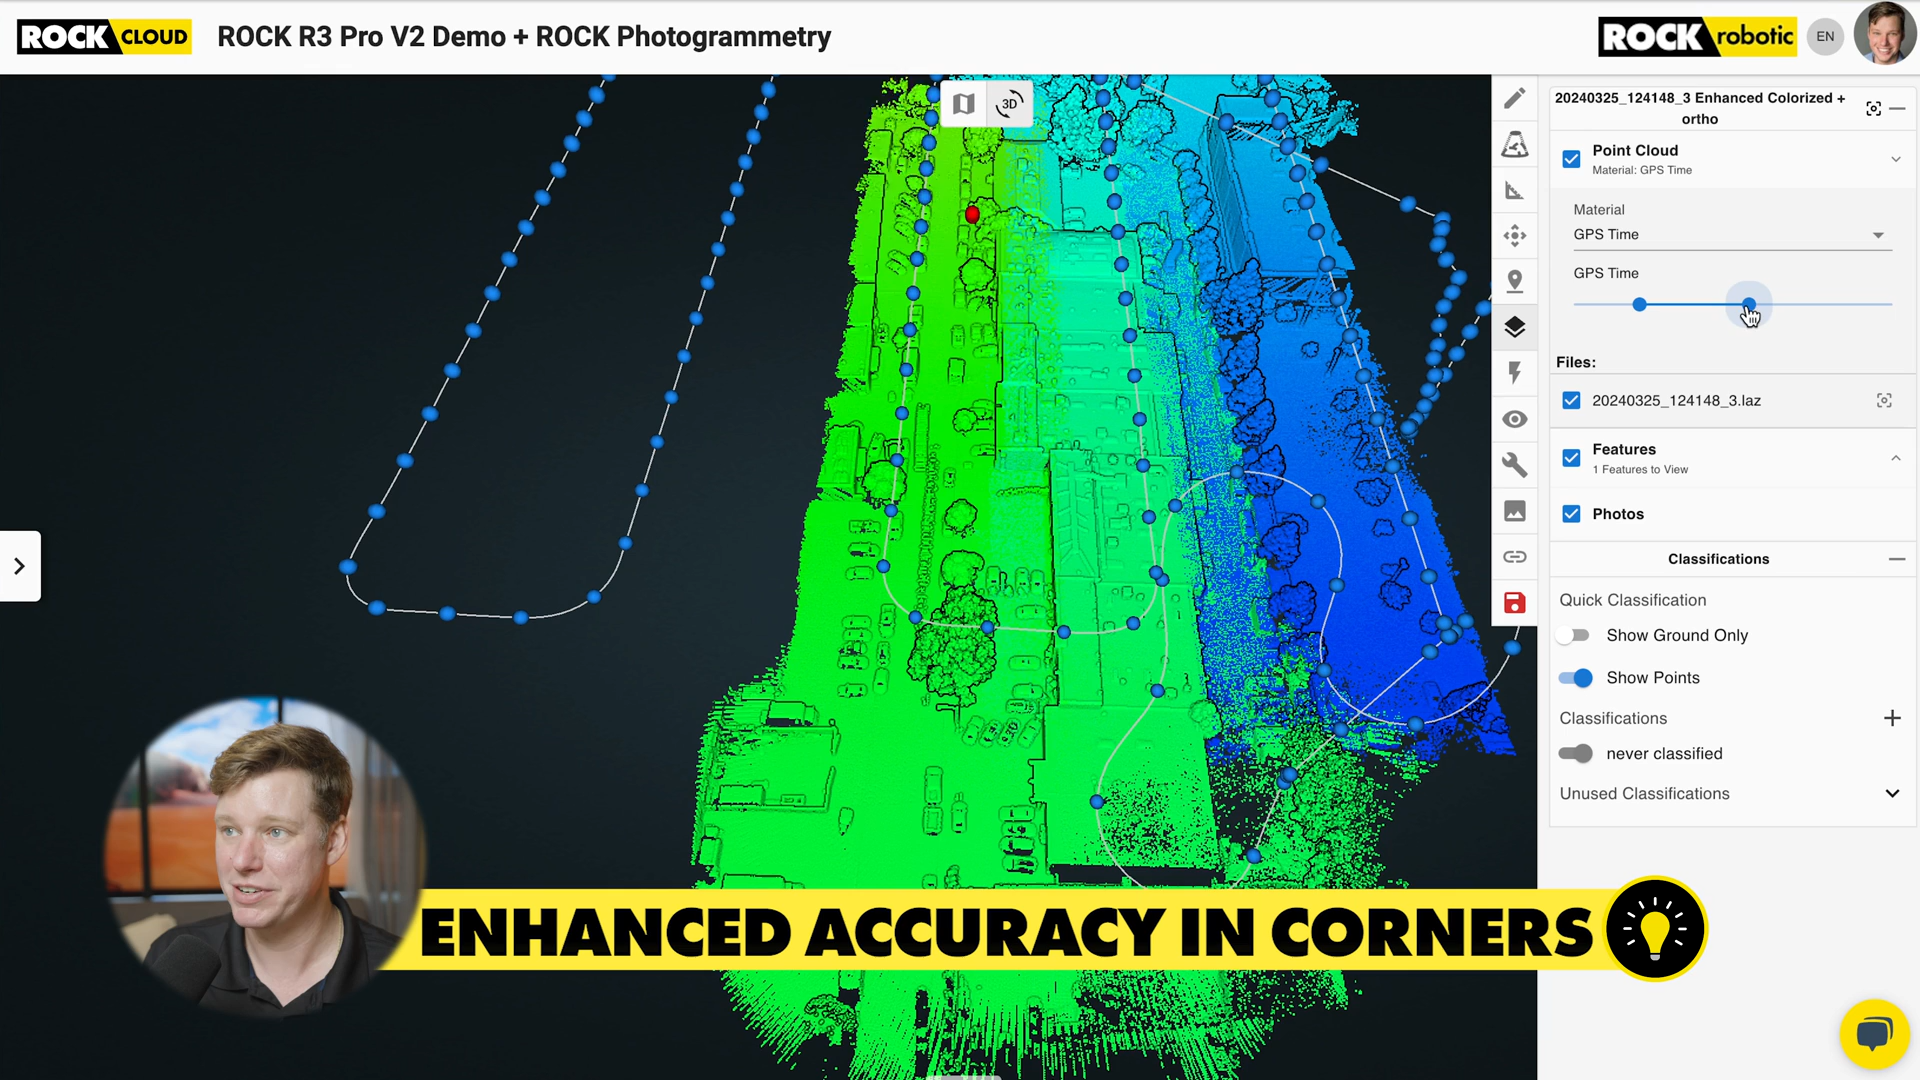 ROCK CLOUD
ROCK R3 Pro V2 Demo + ROCK Photogrammetry
ROCK robotic
EN
3D
20240325_124148_3 Enhanced Colorized +
ortho
Point Cloud
Material: GPS Time
Material
GPS Time
GPS Time
Files:
20240325_124148_3.laz
Features
1 Features to View
Photos
Classifications
Quick Classification
Show Ground Only
Show Points
Classifications
never classified
Unused Classifications
ENHANCED ACCURACY IN CORNERS